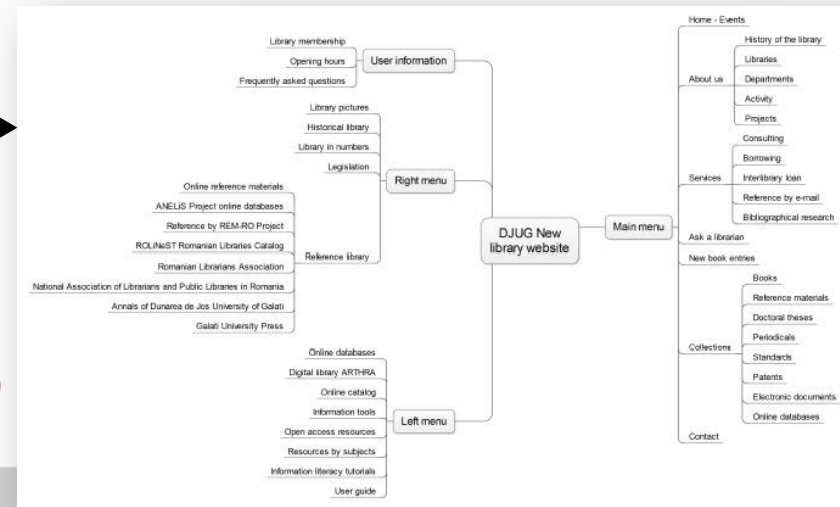 Library membership
Opening hours
Frequently asked questions
User information
Library pictures
Historical library
Library in numbers
Legislation
Right menu
Online reference materials
ANELiS Project online databases
Reference by REM-RO Project
ROLiNeST Romanian Libraries Catalog
Romanian Librarians Association
National Association of Librarians and Public Libraries in Romania
Annals of Dunarea de Jos University of Galati
Galati University Press
Reference library
Online databases
Digital library ARTHRA
Online catalog
Information tools
Open access resources
Resources by subjects
Information literacy tutorials
User guide
Left menu
DJUG New
library website
Main menu
Home - Events
About us
History of the library
Libraries
Departments
Activity
Projects
Services
Consulting
Borrowing
Interlibrary loan
Reference by e-mail
Bibliographical research
Ask a librarian
New book entries
Collections
Books
Reference materials
Doctoral theses
Periodicals
Standards
Patents
Electronic documents
Online databases
Contact